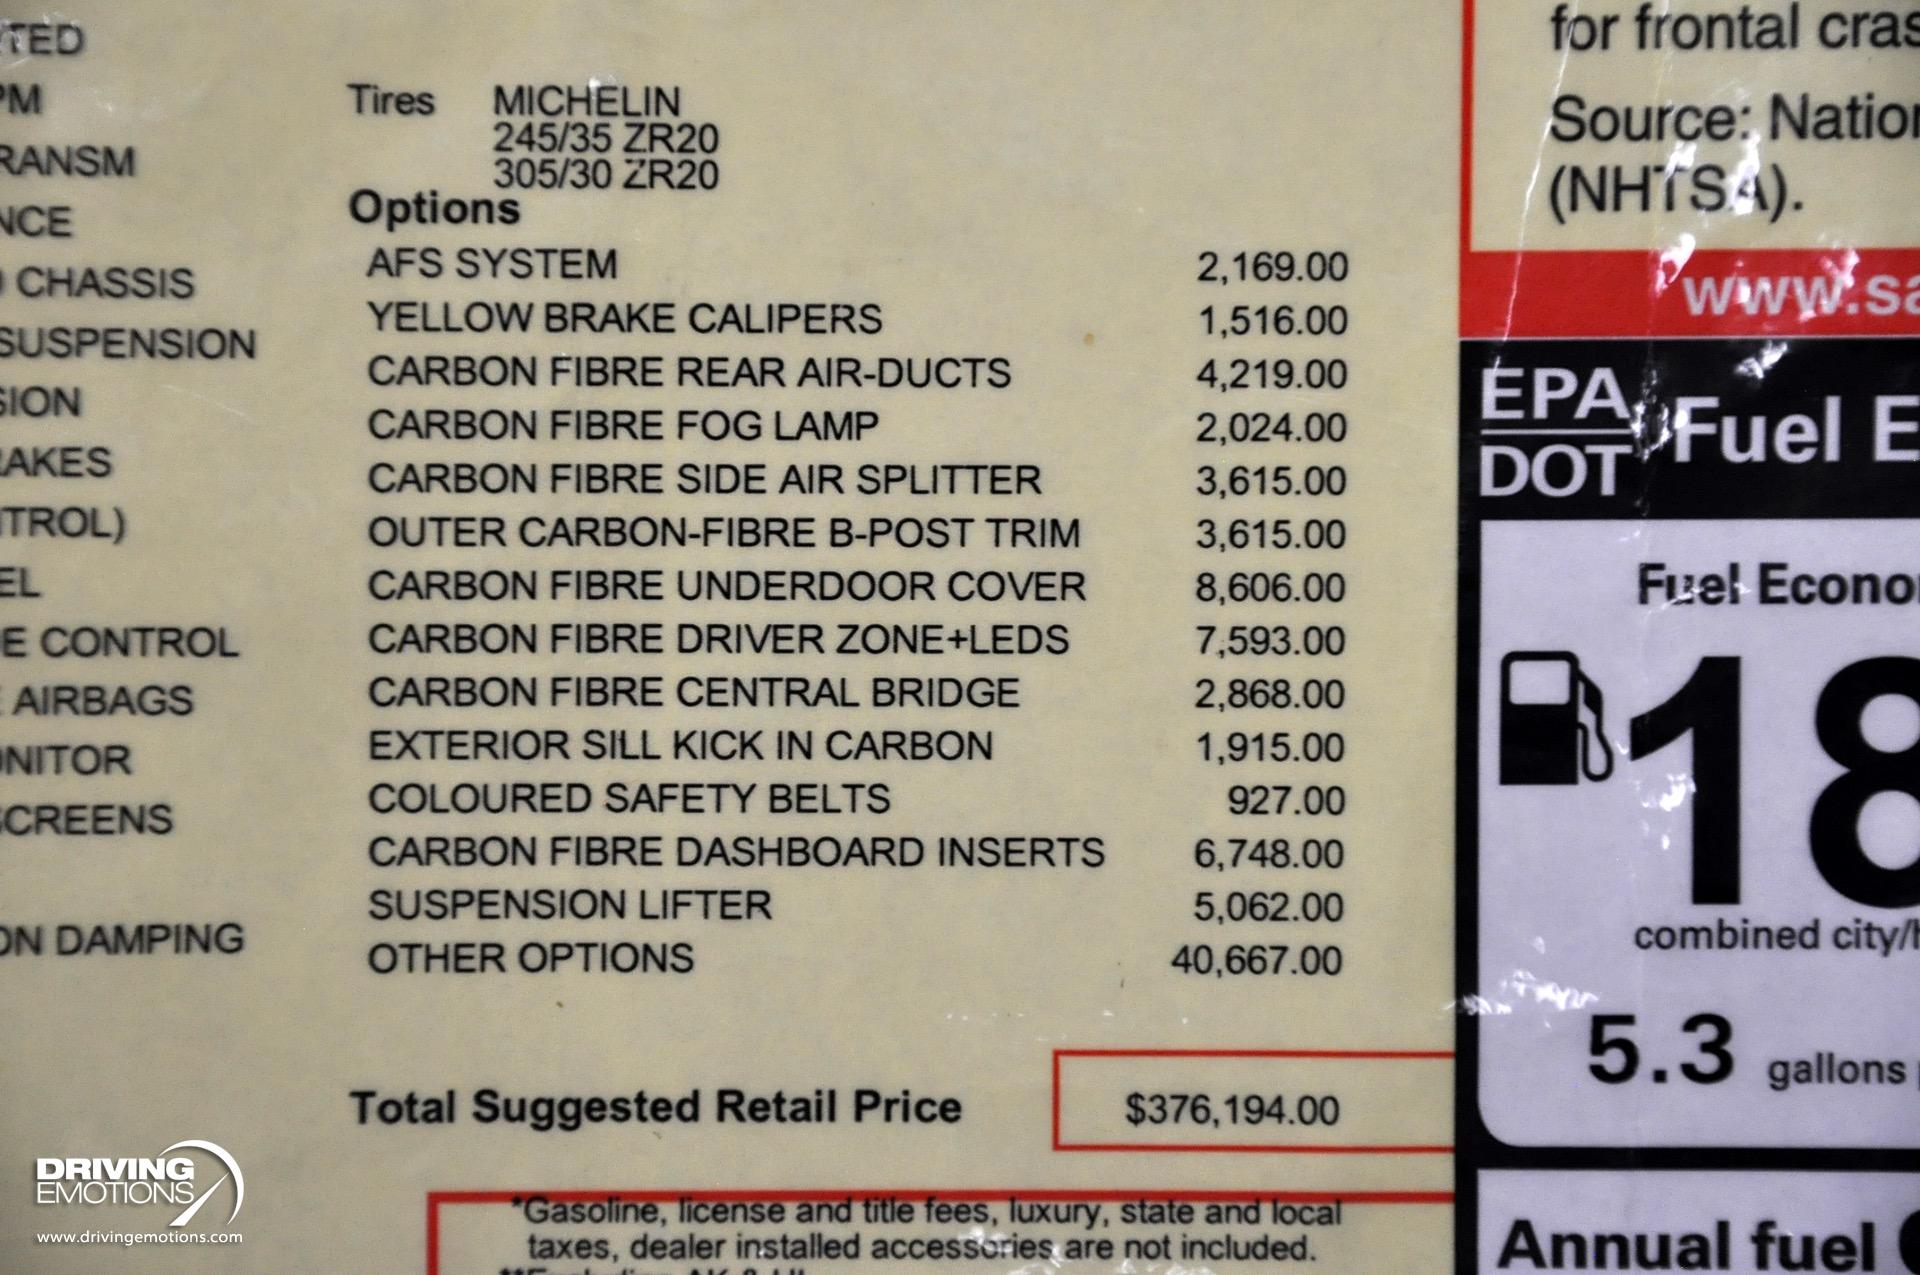 TED
PM
RANSM
NCE
CHASSIS
SUSPENSION
SION
AKES
TROL)
EL
E CONTROL
AIRBAGS
NITOR
SCREENS
ON DAMPING
Tires MICHELIN
245/35 ZR20
305/30 ZR20
Options
AFS SYSTEM 2,169.00
YELLOW BRAKE CALIPERS 1,516.00
CARBON FIBRE REAR AIR-DUCTS 4,219.00
CARBON FIBRE FOG LAMP 2,024.00
CARBON FIBRE SIDE AIR SPLITTER 3,615.00
OUTER CARBON-FIBRE B-POST TRIM 3,615.00
CARBON FIBRE UNDERDOOR COVER 8,606.00
CARBON FIBRE DRIVER ZONE+LEDS 7,593.00
CARBON FIBRE CENTRAL BRIDGE 2,868.00
EXTERIOR SILL KICK IN CARBON 1,915.00
COLOURED SAFETY BELTS 927.00
CARBON FIBRE DASHBOARD INSERTS 6,748.00
SUSPENSION LIFTER 5,062.00
OTHER OPTIONS 40,667.00
Total Suggested Retail Price $376,194.00
*Gasoline, license and title fees, luxury, state and local
taxes, dealer installed accessories are not included.
for frontal cras
Source: Nation
(NHTSA).
www.sa
EPA
DOT
Fuel E
Fuel Econo
18
combined city/h
5.3 gallons
Annual fuel
DRIVING
EMOTIONS
www.drivingemotions.com